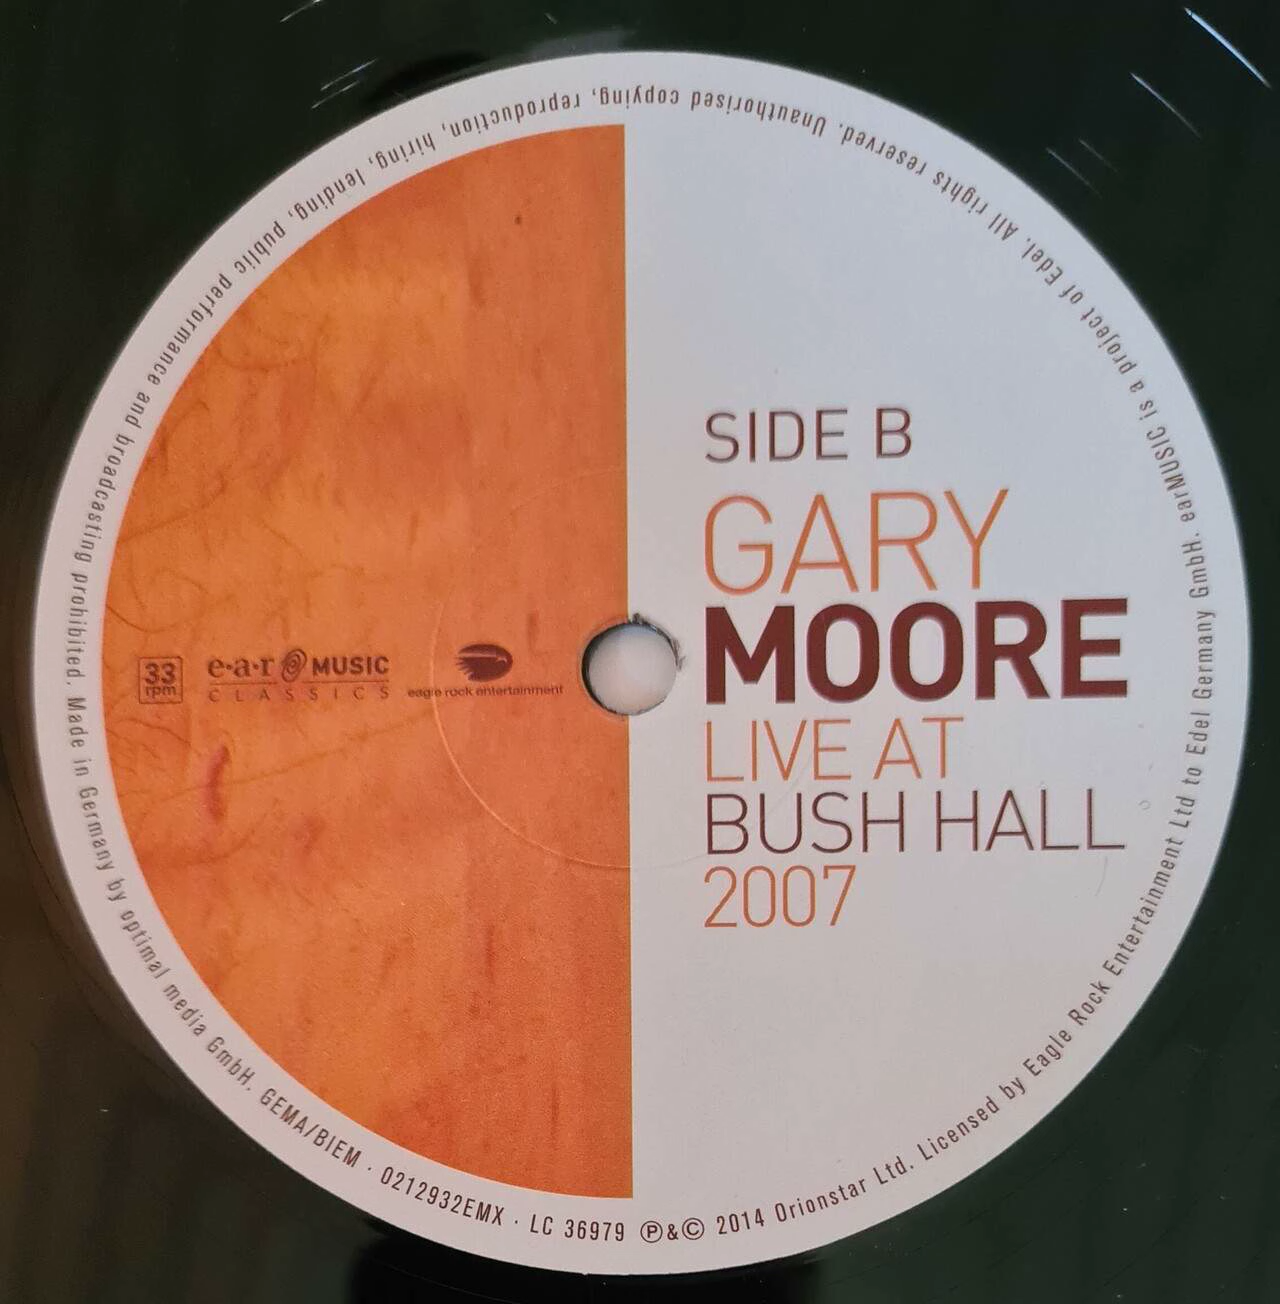 SIDE B
GARY
MOORE
LIVE AT
BUSH HALL
2007
33
rpm
e·a·r MUSIC
CLASSICS
eagle rock entertainment
GEMA/BIEM · 0212932EMX · LC 36979 Ⓟ&© 2014 Orionstar Ltd. Licensed by Eagle Rock Entertainment Ltd to Edel Germany GmbH. earMUSIC is a project of Edel. All rights reserved. Unauthorised copying, reproduction, hiring, lending, public performance and broadcasting prohibited. Made in Germany by optimal media GmbH.